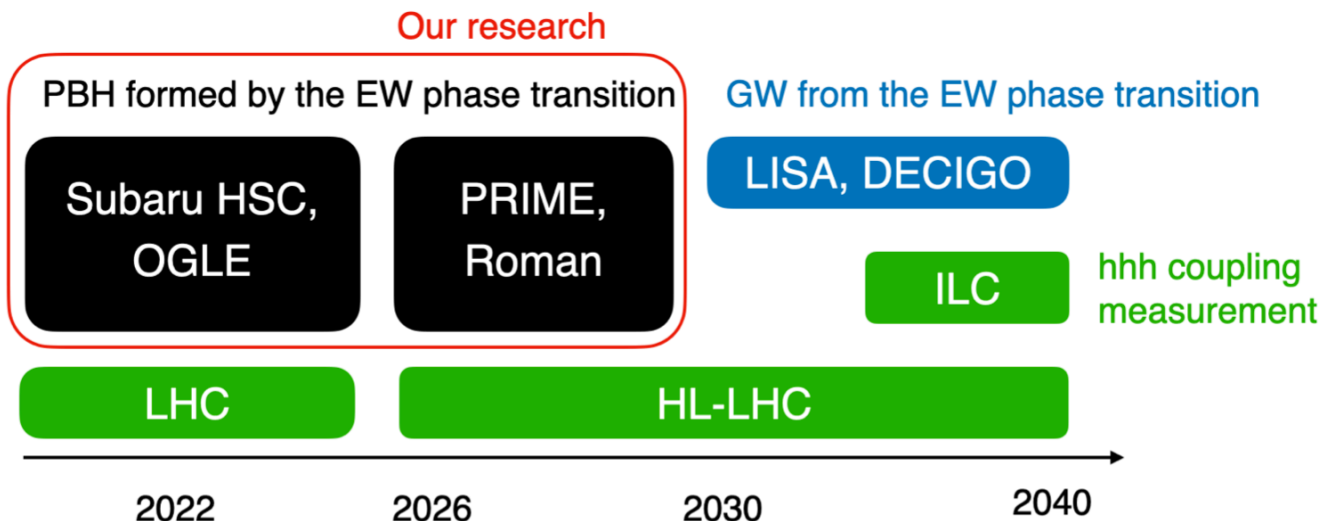 Our research
PBH formed by the EW phase transition
GW from the EW phase transition
Subaru HSC,
OGLE
PRIME,
Roman
LISA, DECIGO
ILC
hhh coupling
measurement
LHC
HL-LHC
2022
2026
2030
2040